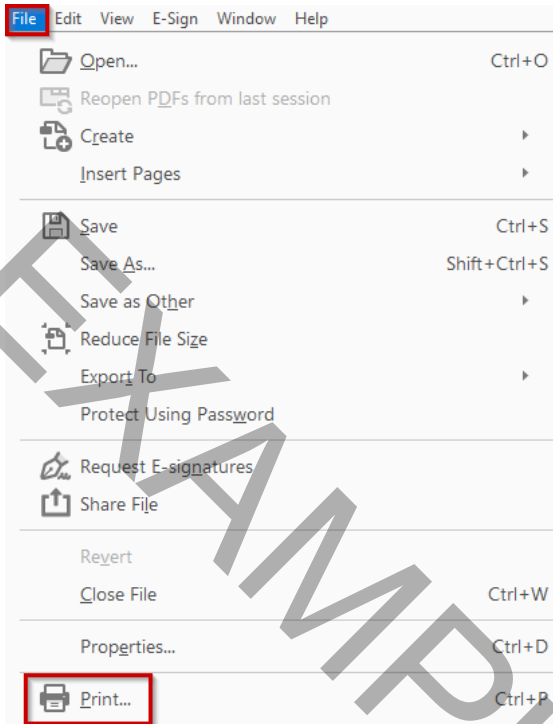 File Edit View E-Sign Window Help
Open... Ctrl+O
Reopen PDFs from last session
Create
Insert Pages
Save Ctrl+S
Save As... Shift+Ctrl+S
Save as Other
Reduce File Size
Export To
Protect Using Password
Request E-signatures
Share File
Revert
Close File Ctrl+W
Properties... Ctrl+D
Print... Ctrl+P